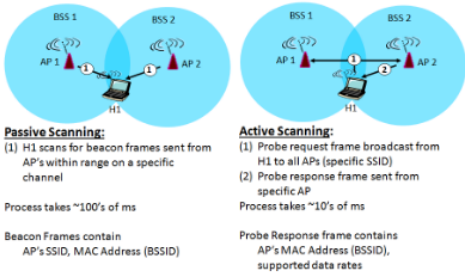 BSS 1
BSS 2
AP 1
1
1
AP 2
H1
Passive Scanning:
(1) H1 scans for beacon frames sent from
AP's within range on a specific
channel
Process takes ~100's of ms
Beacon Frames contain
AP's SSID, MAC Address (BSSID)
BSS 1
BSS 2
AP 1
1
2
AP 2
H1
Active Scanning:
(1) Probe request frame broadcast from
H1 to all APs (specific SSID)
(2) Probe response frame sent from
specific AP
Process takes ~10's of ms
Probe Response frame contains
AP's MAC Address (BSSID),
supported data rates